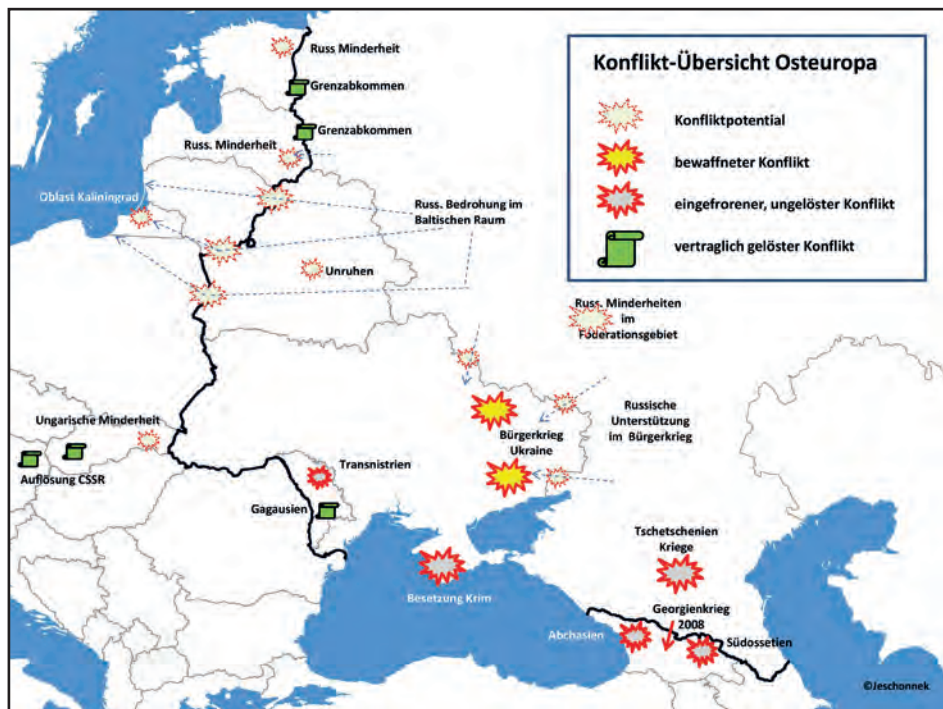 Konflikt-Übersicht Osteuropa
Konfliktpotential
bewaffneter Konflikt
eingefrorener, ungelöster Konflikt
vertraglich gelöster Konflikt
Russ Minderheit
Grenzabkommen
Grenzabkommen
Russ. Minderheit
Oblast Kaliningrad
Russ. Bedrohung im
Baltischen Raum
Unruhen
Russ. Minderheiten
im
Föderationsgebiet
Ungarische Minderheit
Auflösung CSSR
Transnistrien
Gagausien
Bürgerkrieg
Ukraine
Russische
Unterstützung
im Bürgerkrieg
Besetzung Krim
Tschetschenien
Kriege
Georgienkrieg
2008
Abchasien
Südossetien
©Jeschonnek